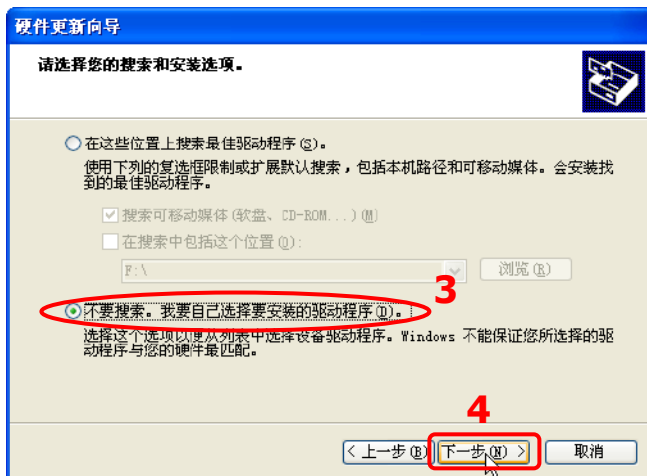 硬件更新向导
请选择您的搜索和安装选项。
在这些位置上搜索最佳驱动程序(S)。
使用下列的复选框限制或扩展默认搜索，包括本机路径和可移动媒体。会安装找
到的最佳驱动程序。
搜索可移动媒体(软盘、CD-ROM...)(M)
在搜索中包括这个位置(O):
F:\
浏览(R)
3
不要搜索。我要自己选择要安装的驱动程序(D)。
选择这个选项以便从列表中选择设备驱动程序。Windows 不能保证您所选择的驱
动程序与您的硬件最匹配。
4
< 上一步(B)
下一步(N) >
取消